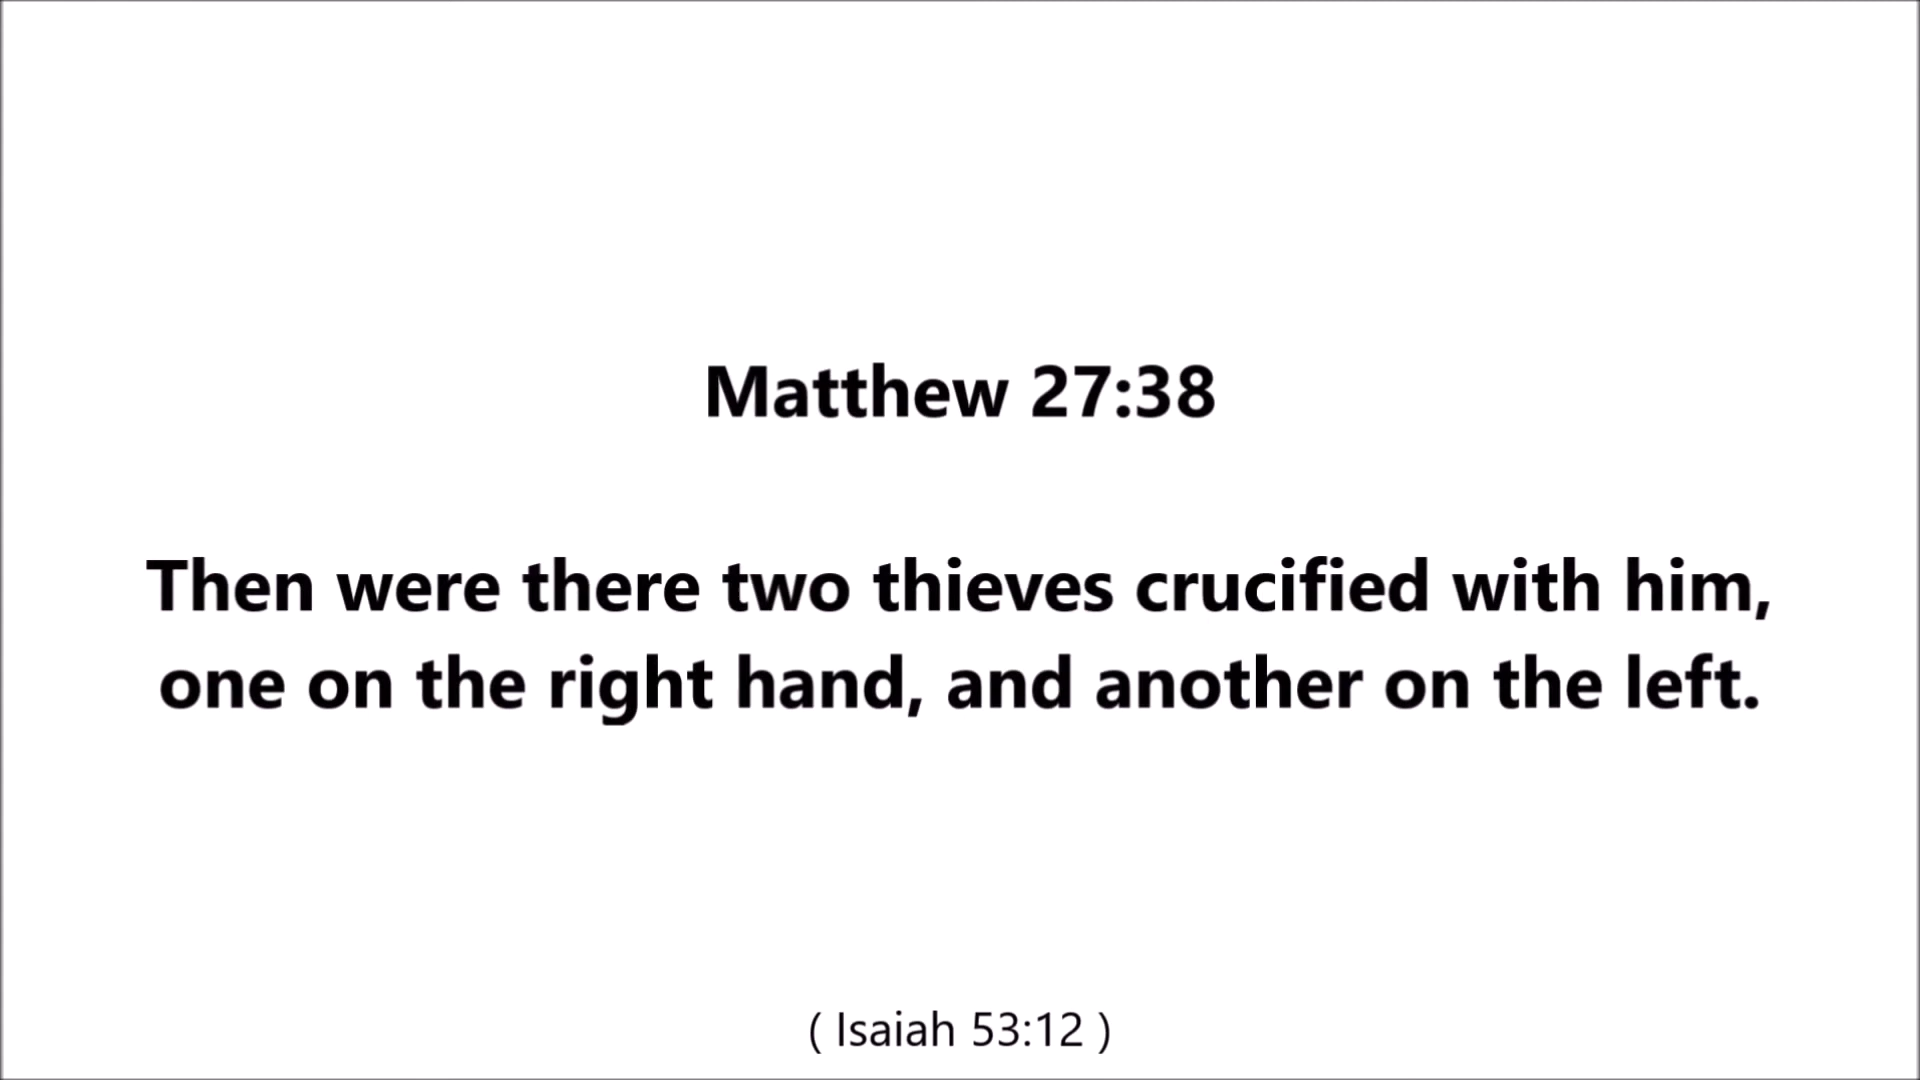 Matthew 27:38
Then were there two thieves crucified with him,
one on the right hand, and another on the left.
( Isaiah 53:12 )